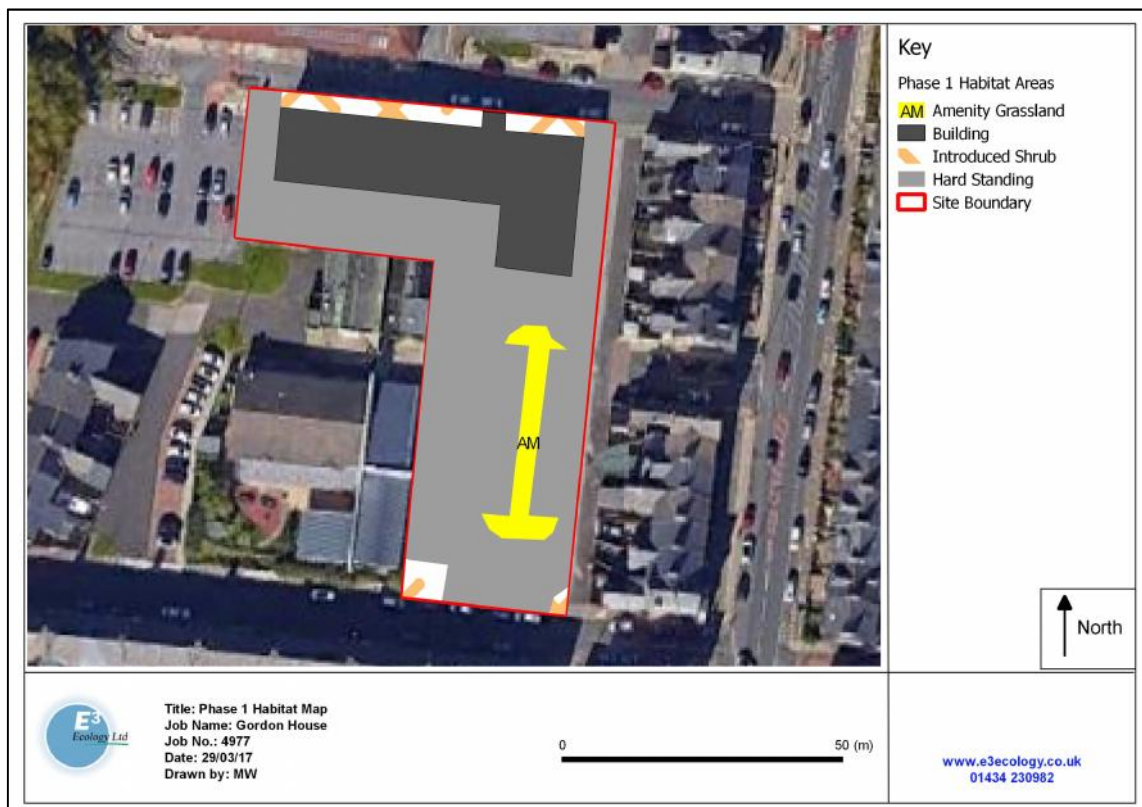 Key
Phase 1 Habitat Areas
AM Amenity Grassland
Building
Introduced Shrub
Hard Standing
Site Boundary
AM
North
E³
Ecology Ltd
Title: Phase 1 Habitat Map
Job Name: Gordon House
Job No.: 4977
Date: 29/03/17
Drawn by: MW
0 50 (m)
www.e3ecology.co.uk
01434 230982